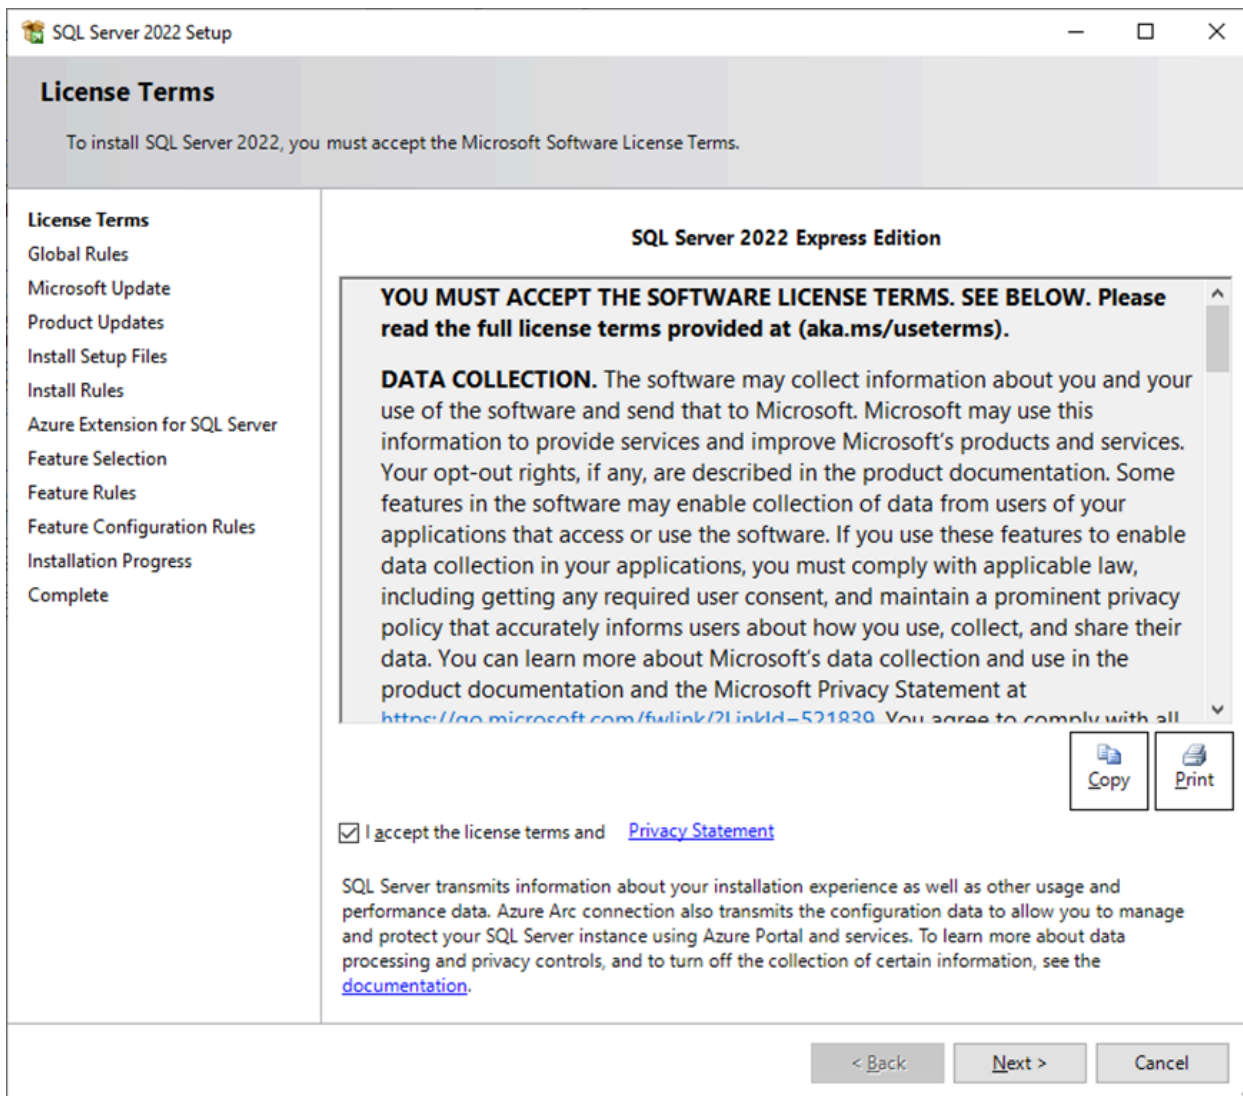 SQL Server 2022 Setup
License Terms
To install SQL Server 2022, you must accept the Microsoft Software License Terms.
License Terms
Global Rules
Microsoft Update
Product Updates
Install Setup Files
Install Rules
Azure Extension for SQL Server
Feature Selection
Feature Rules
Feature Configuration Rules
Installation Progress
Complete
SQL Server 2022 Express Edition
YOU MUST ACCEPT THE SOFTWARE LICENSE TERMS. SEE BELOW. Please
read the full license terms provided at (aka.ms/useterms).
DATA COLLECTION. The software may collect information about you and your
use of the software and send that to Microsoft. Microsoft may use this
information to provide services and improve Microsoft's products and services.
Your opt-out rights, if any, are described in the product documentation. Some
features in the software may enable collection of data from users of your
applications that access or use the software. If you use these features to enable
data collection in your applications, you must comply with applicable law,
including getting any required user consent, and maintain a prominent privacy
policy that accurately informs users about how you use, collect, and share their
data. You can learn more about Microsoft's data collection and use in the
product documentation and the Microsoft Privacy Statement at
https://go.microsoft.com/fwlink/?LinkId=521839. You agree to comply with all
Copy
Print
I accept the license terms and Privacy Statement
SQL Server transmits information about your installation experience as well as other usage and
performance data. Azure Arc connection also transmits the configuration data to allow you to manage
and protect your SQL Server instance using Azure Portal and services. To learn more about data
processing and privacy controls, and to turn off the collection of certain information, see the
documentation.
< Back
Next >
Cancel